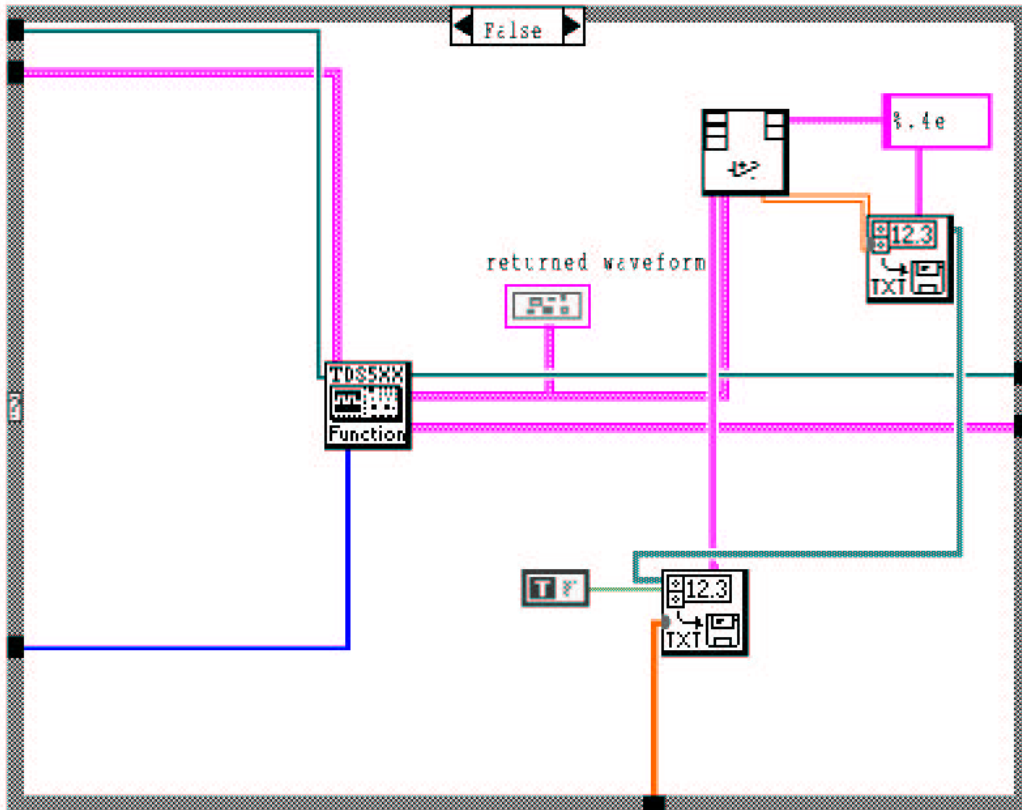 False
%.4e
12.3
TXT
returned waveform
TDS5XX
Function
?
T
12.3
TXT